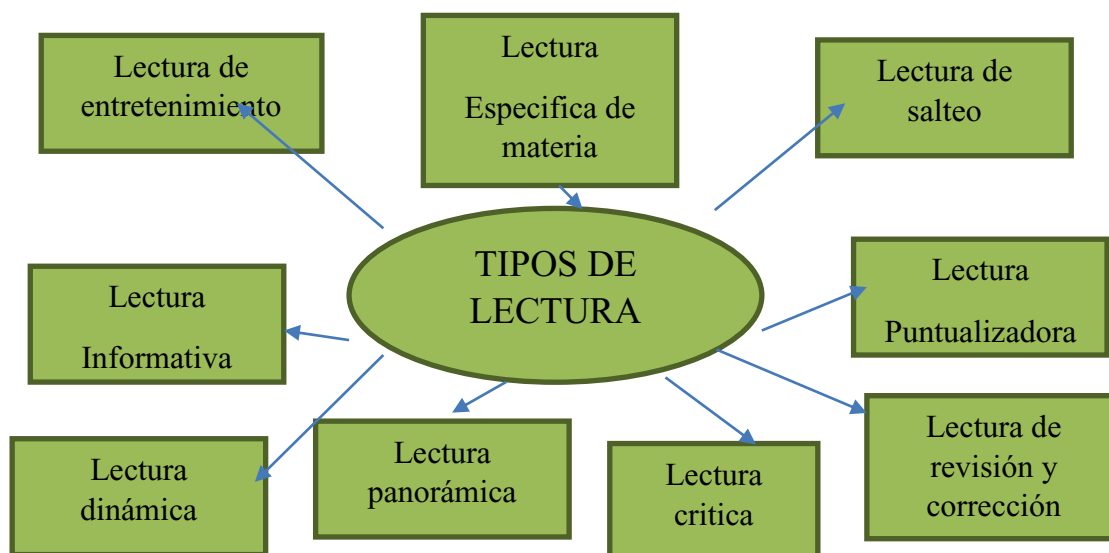 Lectura de
entretenimiento
Lectura
Especifica de
materia
Lectura de
salteo
TIPOS DE
LECTURA
Lectura
Informativa
Lectura
Puntualizadora
Lectura
dinámica
Lectura
panorámica
Lectura
critica
Lectura de
revisión y
corrección